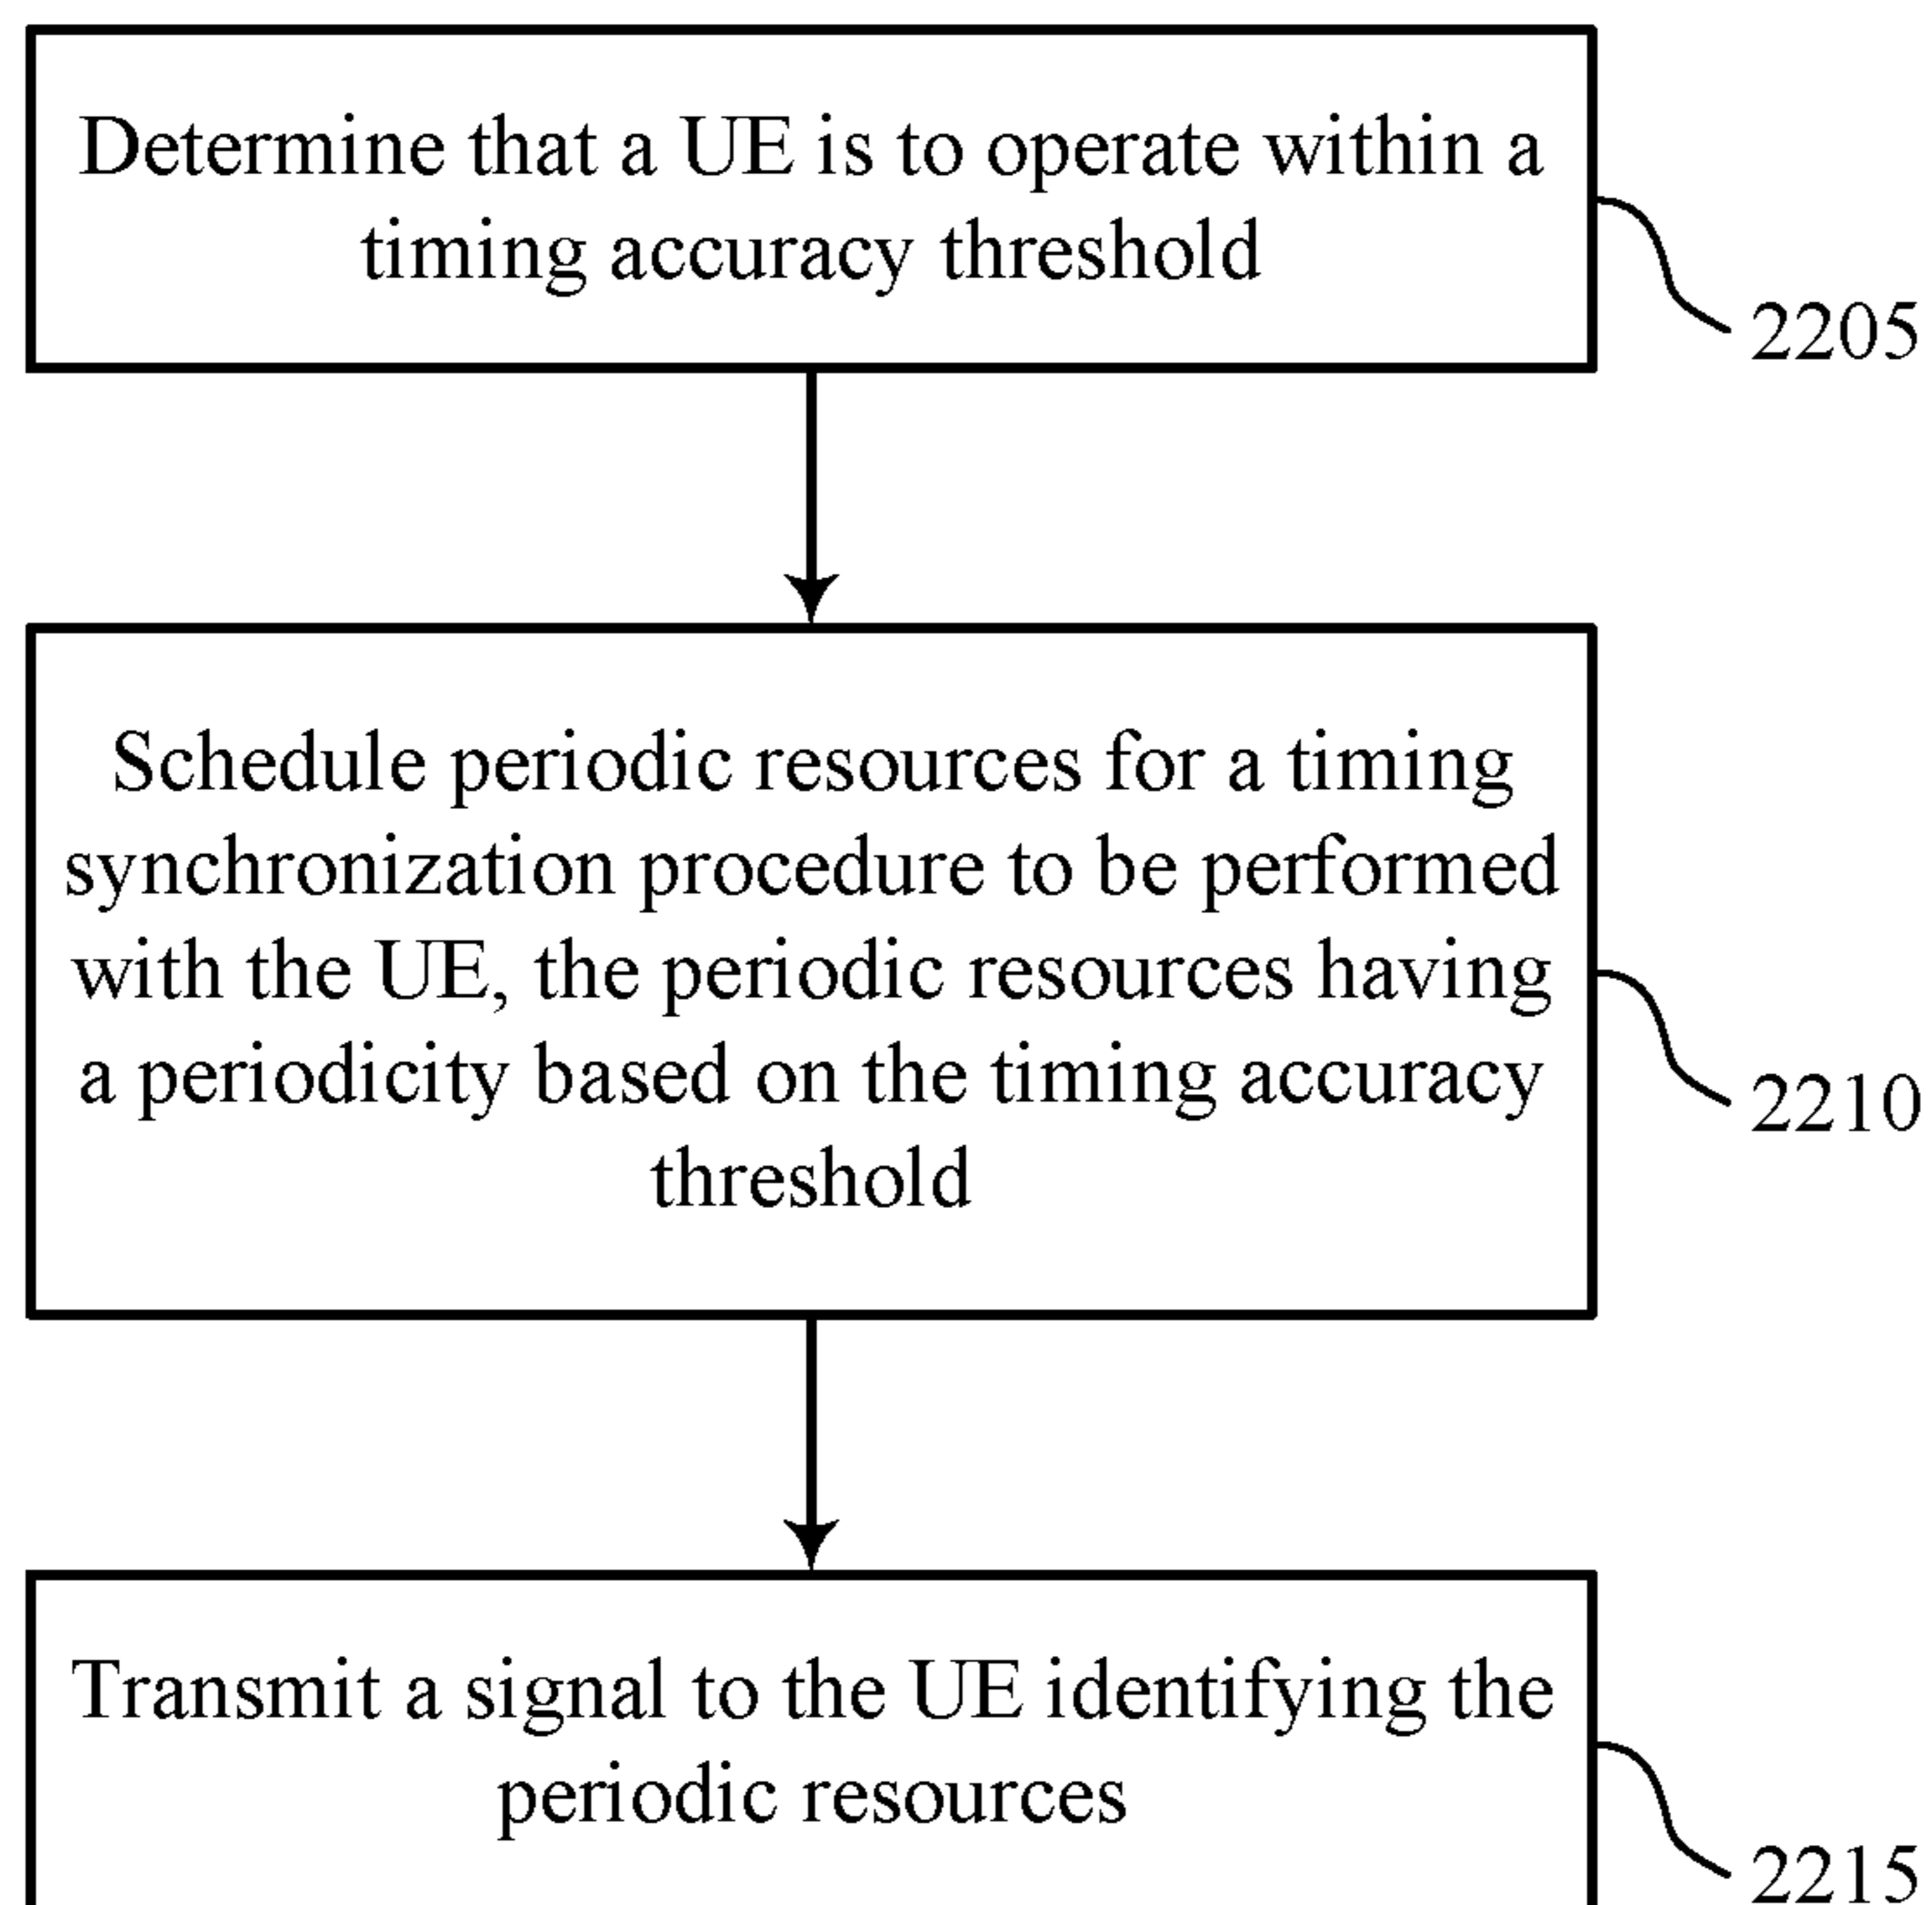 Determine that a UE is to operate within a
timing accuracy threshold
2205
Schedule periodic resources for a timing
synchronization procedure to be performed
with the UE, the periodic resources having
a periodicity based on the timing accuracy
threshold
2210
Transmit a signal to the UE identifying the
periodic resources
2215